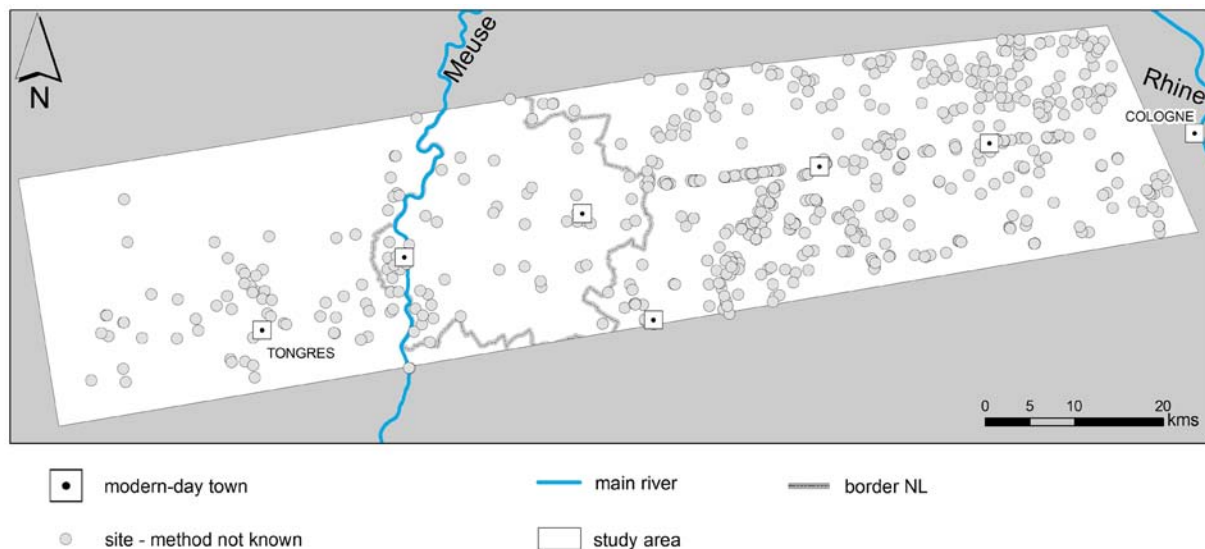 Meuse
Rhine
COLOGNE
N
TONGRES
0 5 10 20
kms
modern-day town
main river
border NL
site - method not known
study area